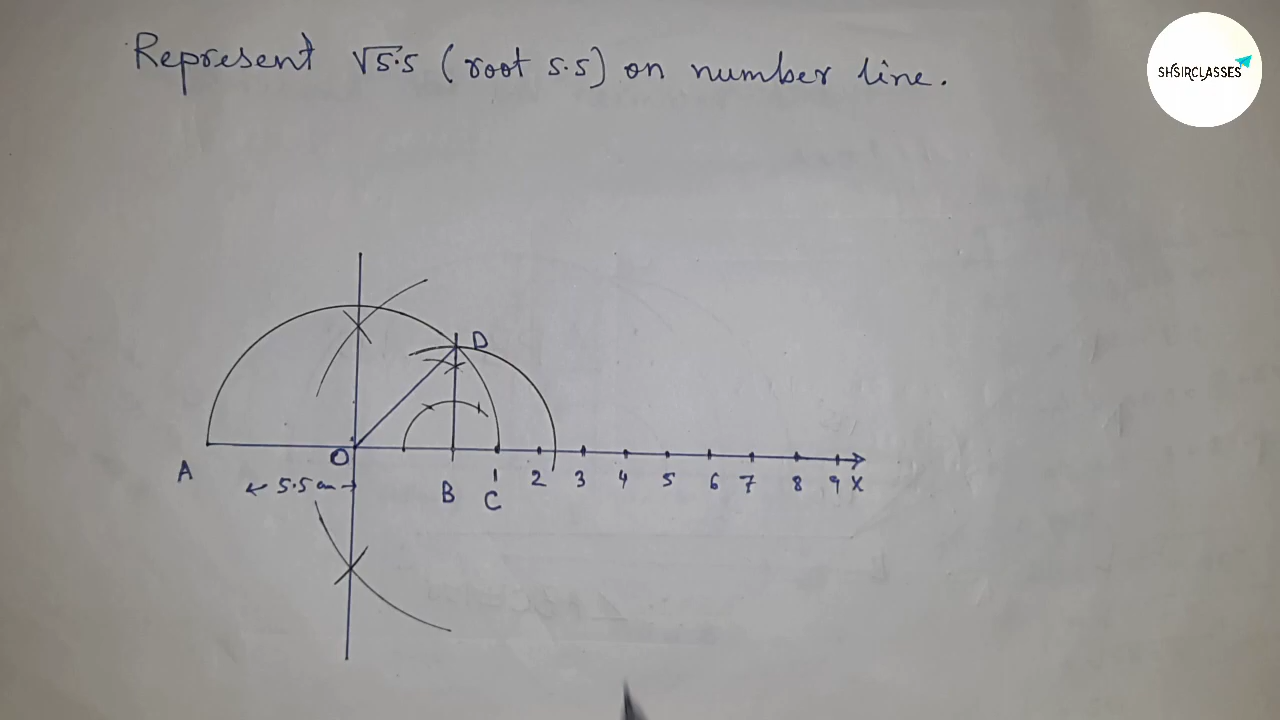 Represent √5.5 (root 5.5) on number line.
SHSIRCLASSES
D
A O
5.5 cm B 1 2 3 4 5 6 7 8 9 X
C